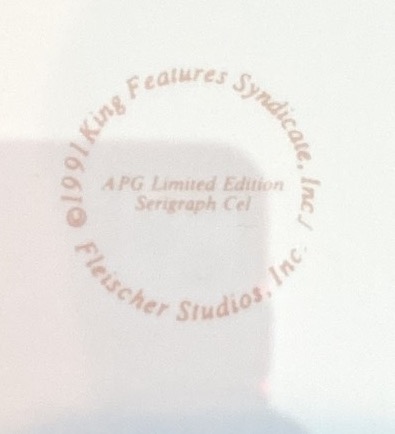 ©1991 King Features Syndicate, Inc./
Fleischer Studios, Inc.
APG Limited Edition
Serigraph Cel